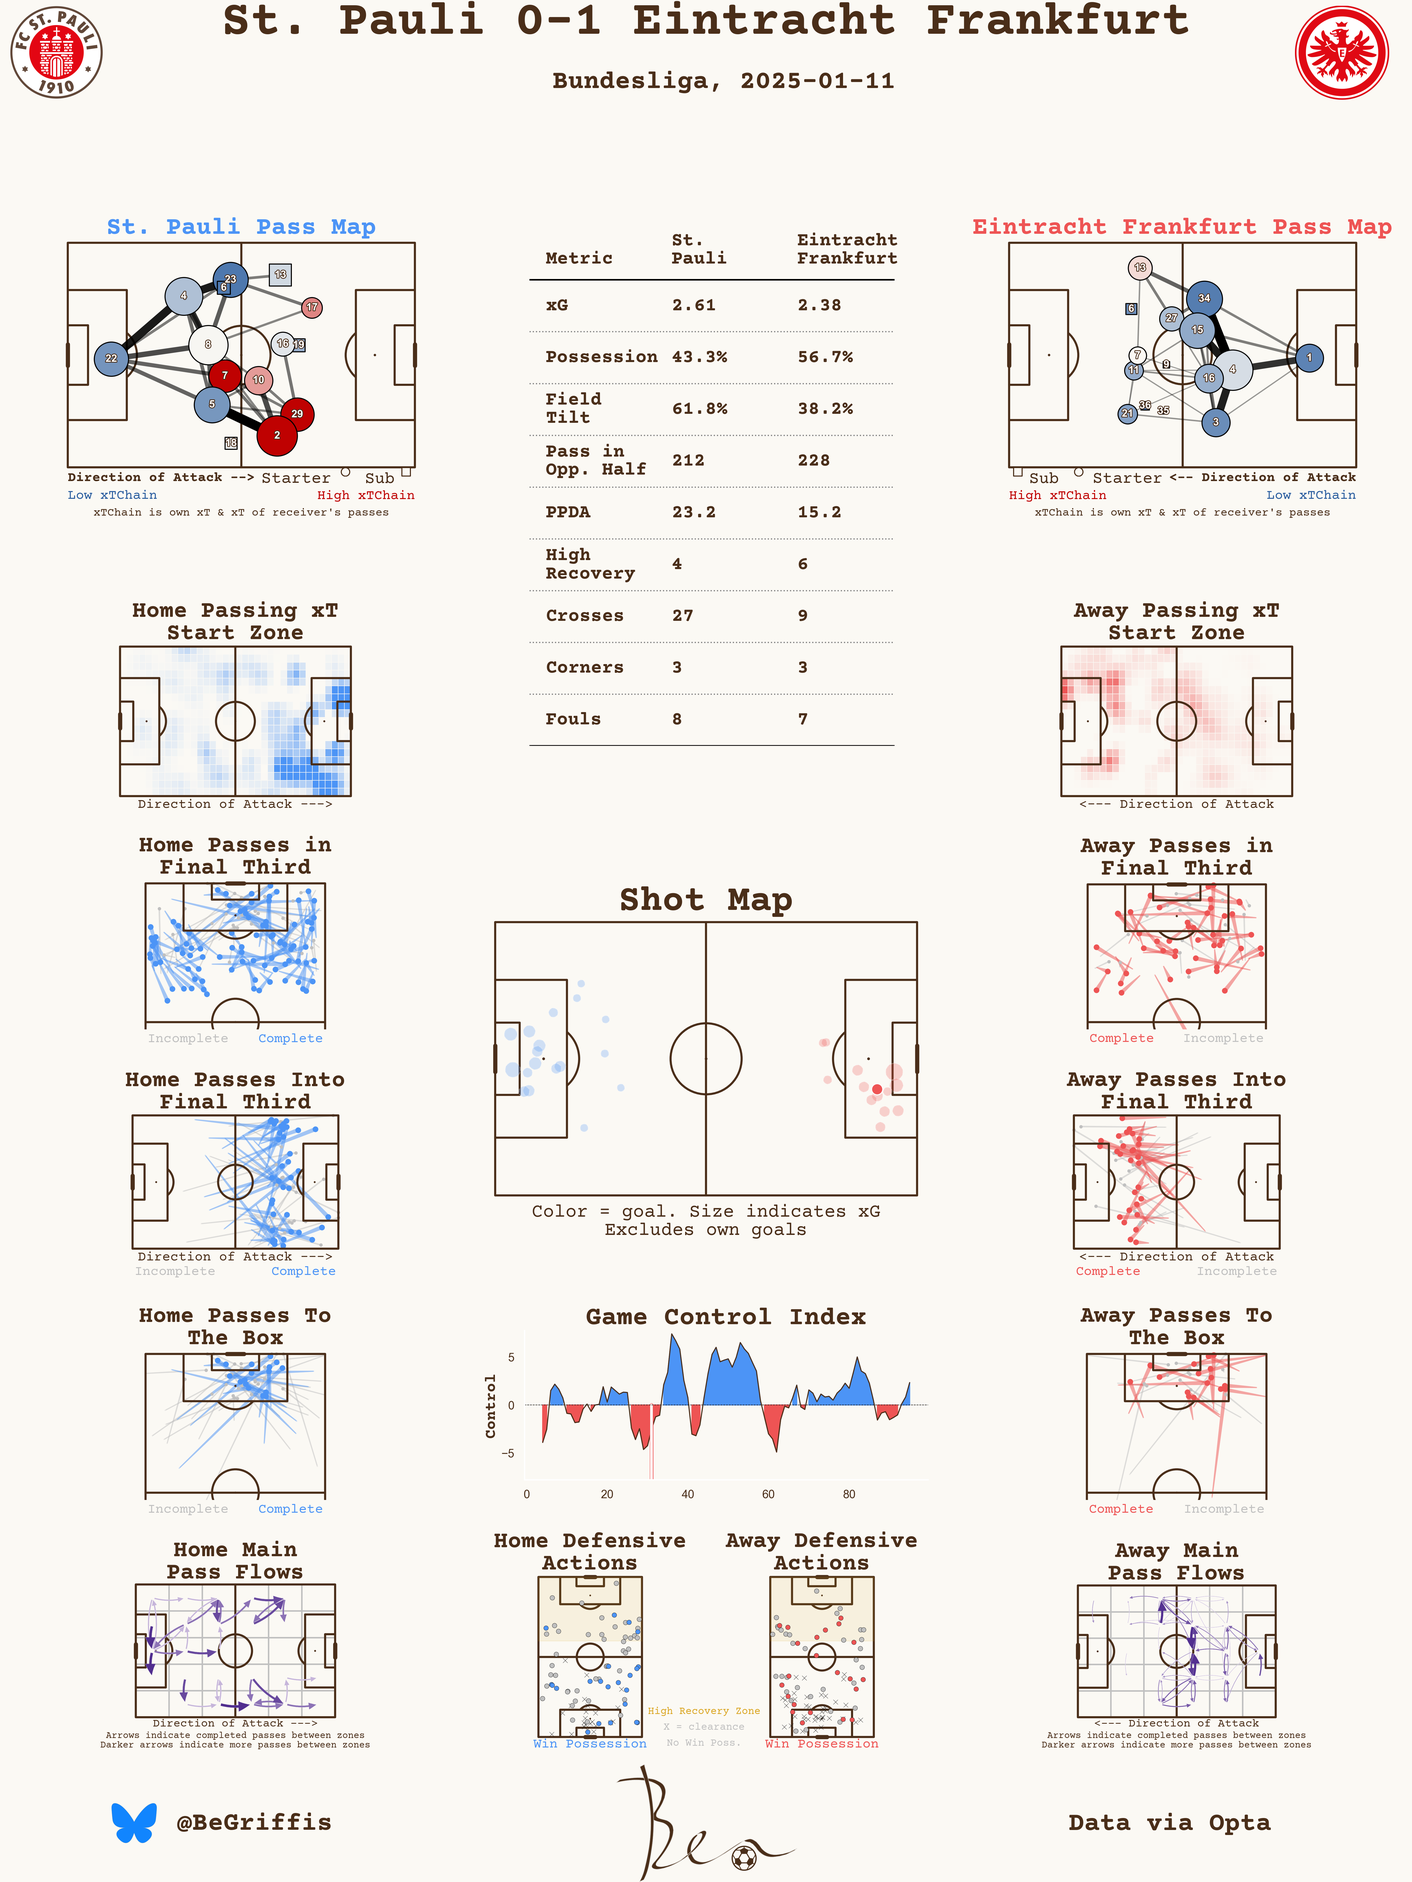 St. Pauli 0-1 Eintracht Frankfurt
Bundesliga, 2025-01-11
FC ST. PAULI
1910
St. Pauli Pass Map
22
4
23
6
13
17
8
16
19
7
10
5
29
2
18
Direction of Attack --> Starter Sub
Low xTChain High xTChain
xTChain is own xT & xT of receiver's passes
Metric St. Pauli Eintracht Frankfurt
xG 2.61 2.38
Possession 43.3% 56.7%
Field Tilt 61.8% 38.2%
Pass in Opp. Half 212 228
PPDA 23.2 15.2
High Recovery 4 6
Crosses 27 9
Corners 3 3
Fouls 8 7
Eintracht Frankfurt Pass Map
13
34
6
27
15
7
9
11
16
4
1
21
36
35
3
Sub Starter <-- Direction of Attack
High xTChain Low xTChain
xTChain is own xT & xT of receiver's passes
Home Passing xT
Start Zone
Direction of Attack --->
Away Passing xT
Start Zone
<--- Direction of Attack
Home Passes in
Final Third
Incomplete Complete
Away Passes in
Final Third
Complete Incomplete
Shot Map
Color = goal. Size indicates xG
Excludes own goals
Home Passes Into
Final Third
Direction of Attack --->
Incomplete Complete
Away Passes Into
Final Third
<--- Direction of Attack
Complete Incomplete
Home Passes To
The Box
Incomplete Complete
Game Control Index
Control
5
0
−5
0 20 40 60 80
Away Passes To
The Box
Complete Incomplete
Home Main
Pass Flows
Direction of Attack --->
Arrows indicate completed passes between zones
Darker arrows indicate more passes between zones
Home Defensive
Actions
Win Possession
High Recovery Zone
X = clearance
No Win Poss.
Away Defensive
Actions
Win Possession
Away Main
Pass Flows
<--- Direction of Attack
Arrows indicate completed passes between zones
Darker arrows indicate more passes between zones
@BeGriffis
Ben
Data via Opta